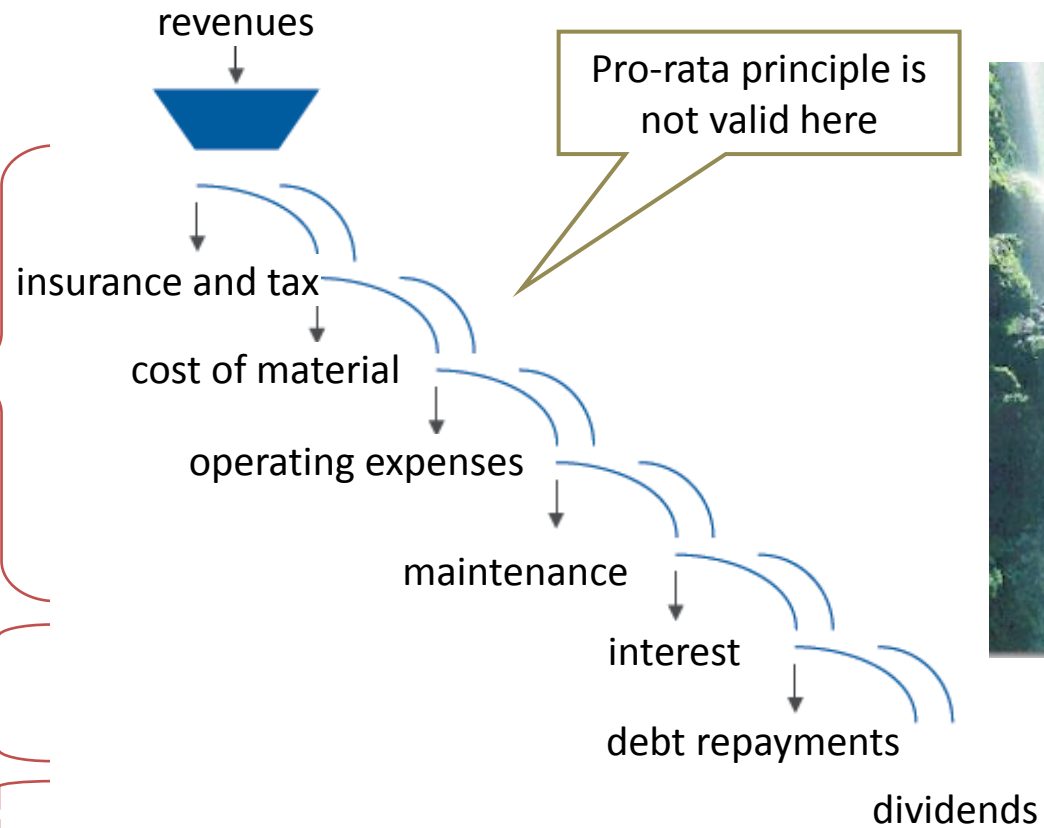 revenues
Pro-rata principle is
not valid here
insurance and tax
cost of material
operating expenses
maintenance
interest
debt repayments
dividends